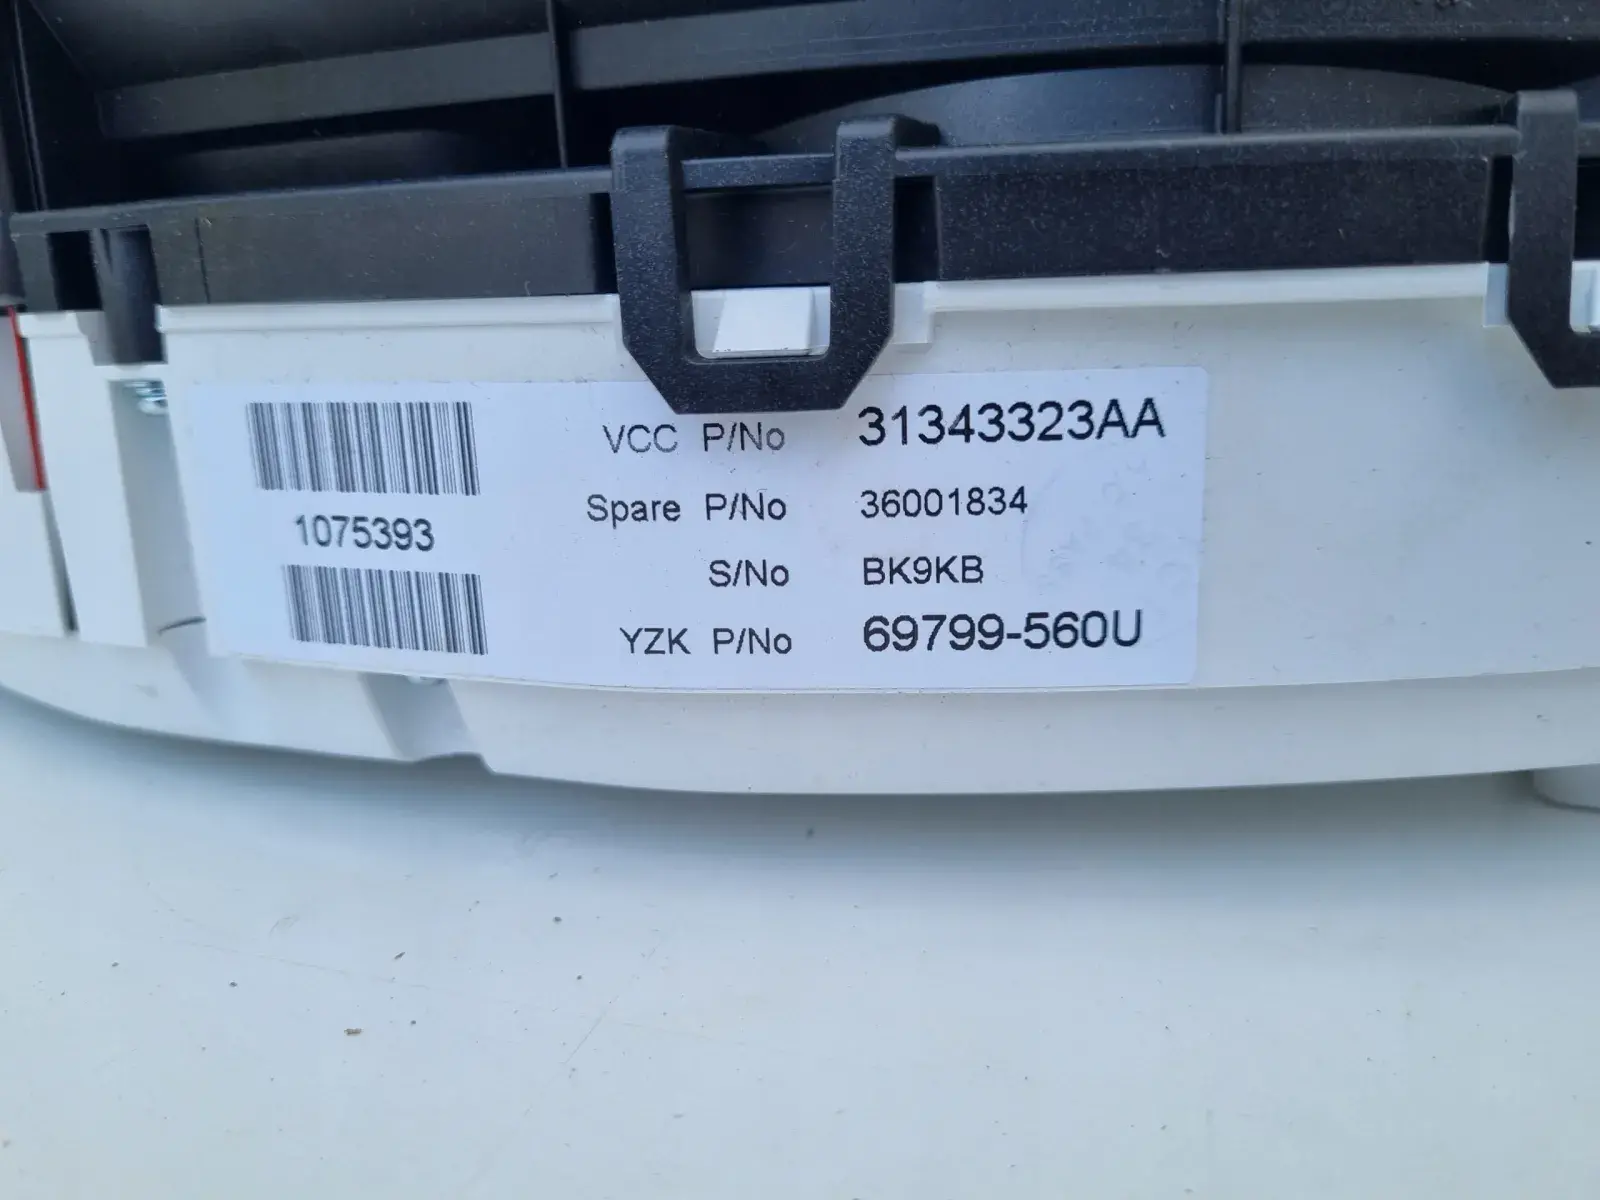 VCC P/No 31343323AA
Spare P/No 36001834
1075393
S/No BK9KB
YZK P/No 69799-560U